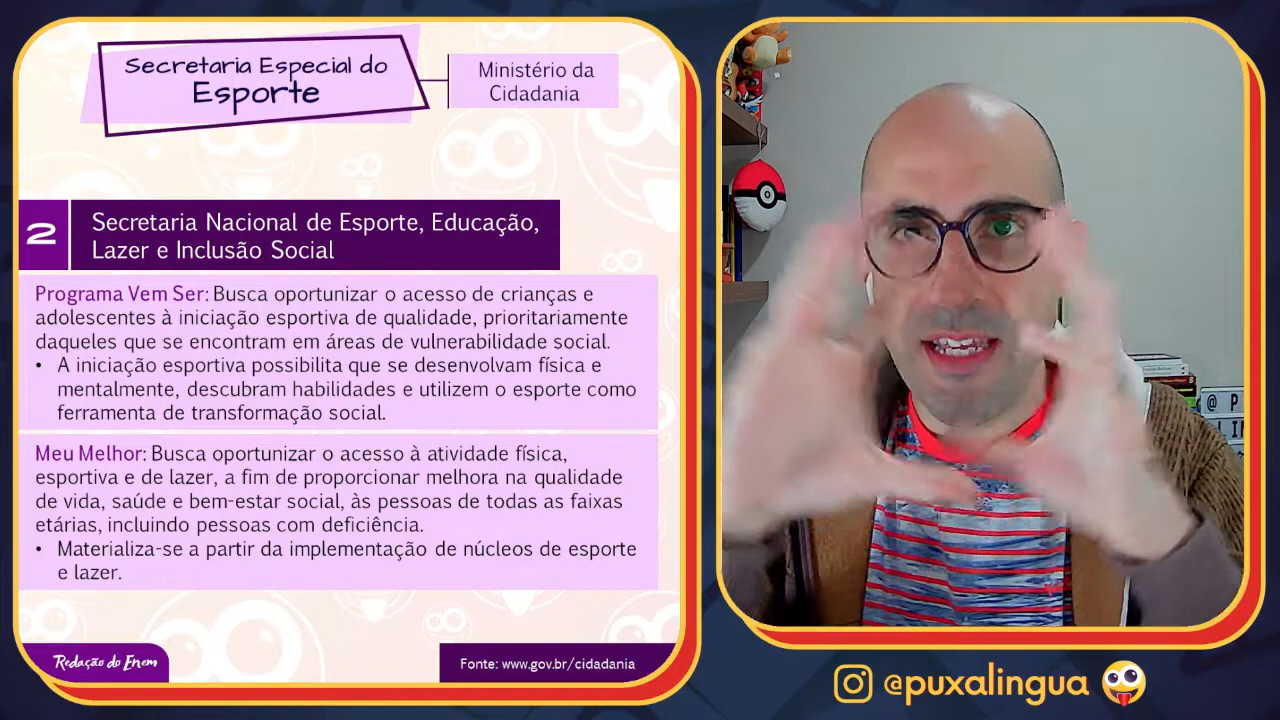 Secretaria Especial do
Esporte
Ministério da
Cidadania
2
Secretaria Nacional de Esporte, Educação,
Lazer e Inclusão Social
Programa Vem Ser: Busca oportunizar o acesso de crianças e
adolescentes à iniciação esportiva de qualidade, prioritariamente
daqueles que se encontram em áreas de vulnerabilidade social.
• A iniciação esportiva possibilita que se desenvolvam física e
mentalmente, descubram habilidades e utilizem o esporte como
ferramenta de transformação social.
Meu Melhor: Busca oportunizar o acesso à atividade física,
esportiva e de lazer, a fim de proporcionar melhora na qualidade
de vida, saúde e bem-estar social, às pessoas de todas as faixas
etárias, incluindo pessoas com deficiência.
• Materializa-se a partir da implementação de núcleos de esporte
e lazer.
Redação do Enem
Fonte: www.gov.br/cidadania
@ P
L I N
@puxalingua